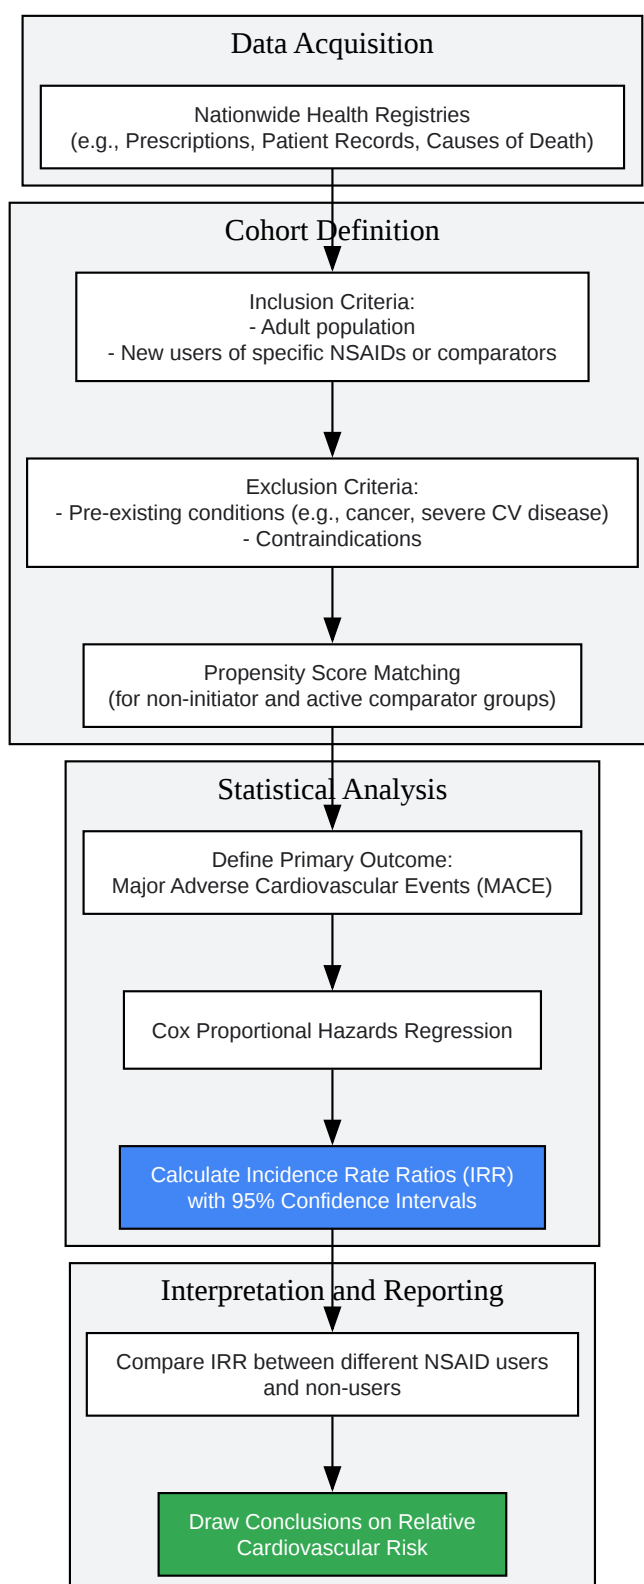 Data Acquisition
Nationwide Health Registries
(e.g., Prescriptions, Patient Records, Causes of Death)
Cohort Definition
Inclusion Criteria:
- Adult population
- New users of specific NSAIDs or comparators
Exclusion Criteria:
- Pre-existing conditions (e.g., cancer, severe CV disease)
- Contraindications
Propensity Score Matching
(for non-initiator and active comparator groups)
Statistical Analysis
Define Primary Outcome:
Major Adverse Cardiovascular Events (MACE)
Cox Proportional Hazards Regression
Calculate Incidence Rate Ratios (IRR)
with 95% Confidence Intervals
Interpretation and Reporting
Compare IRR between different NSAID users
and non-users
Draw Conclusions on Relative
Cardiovascular Risk